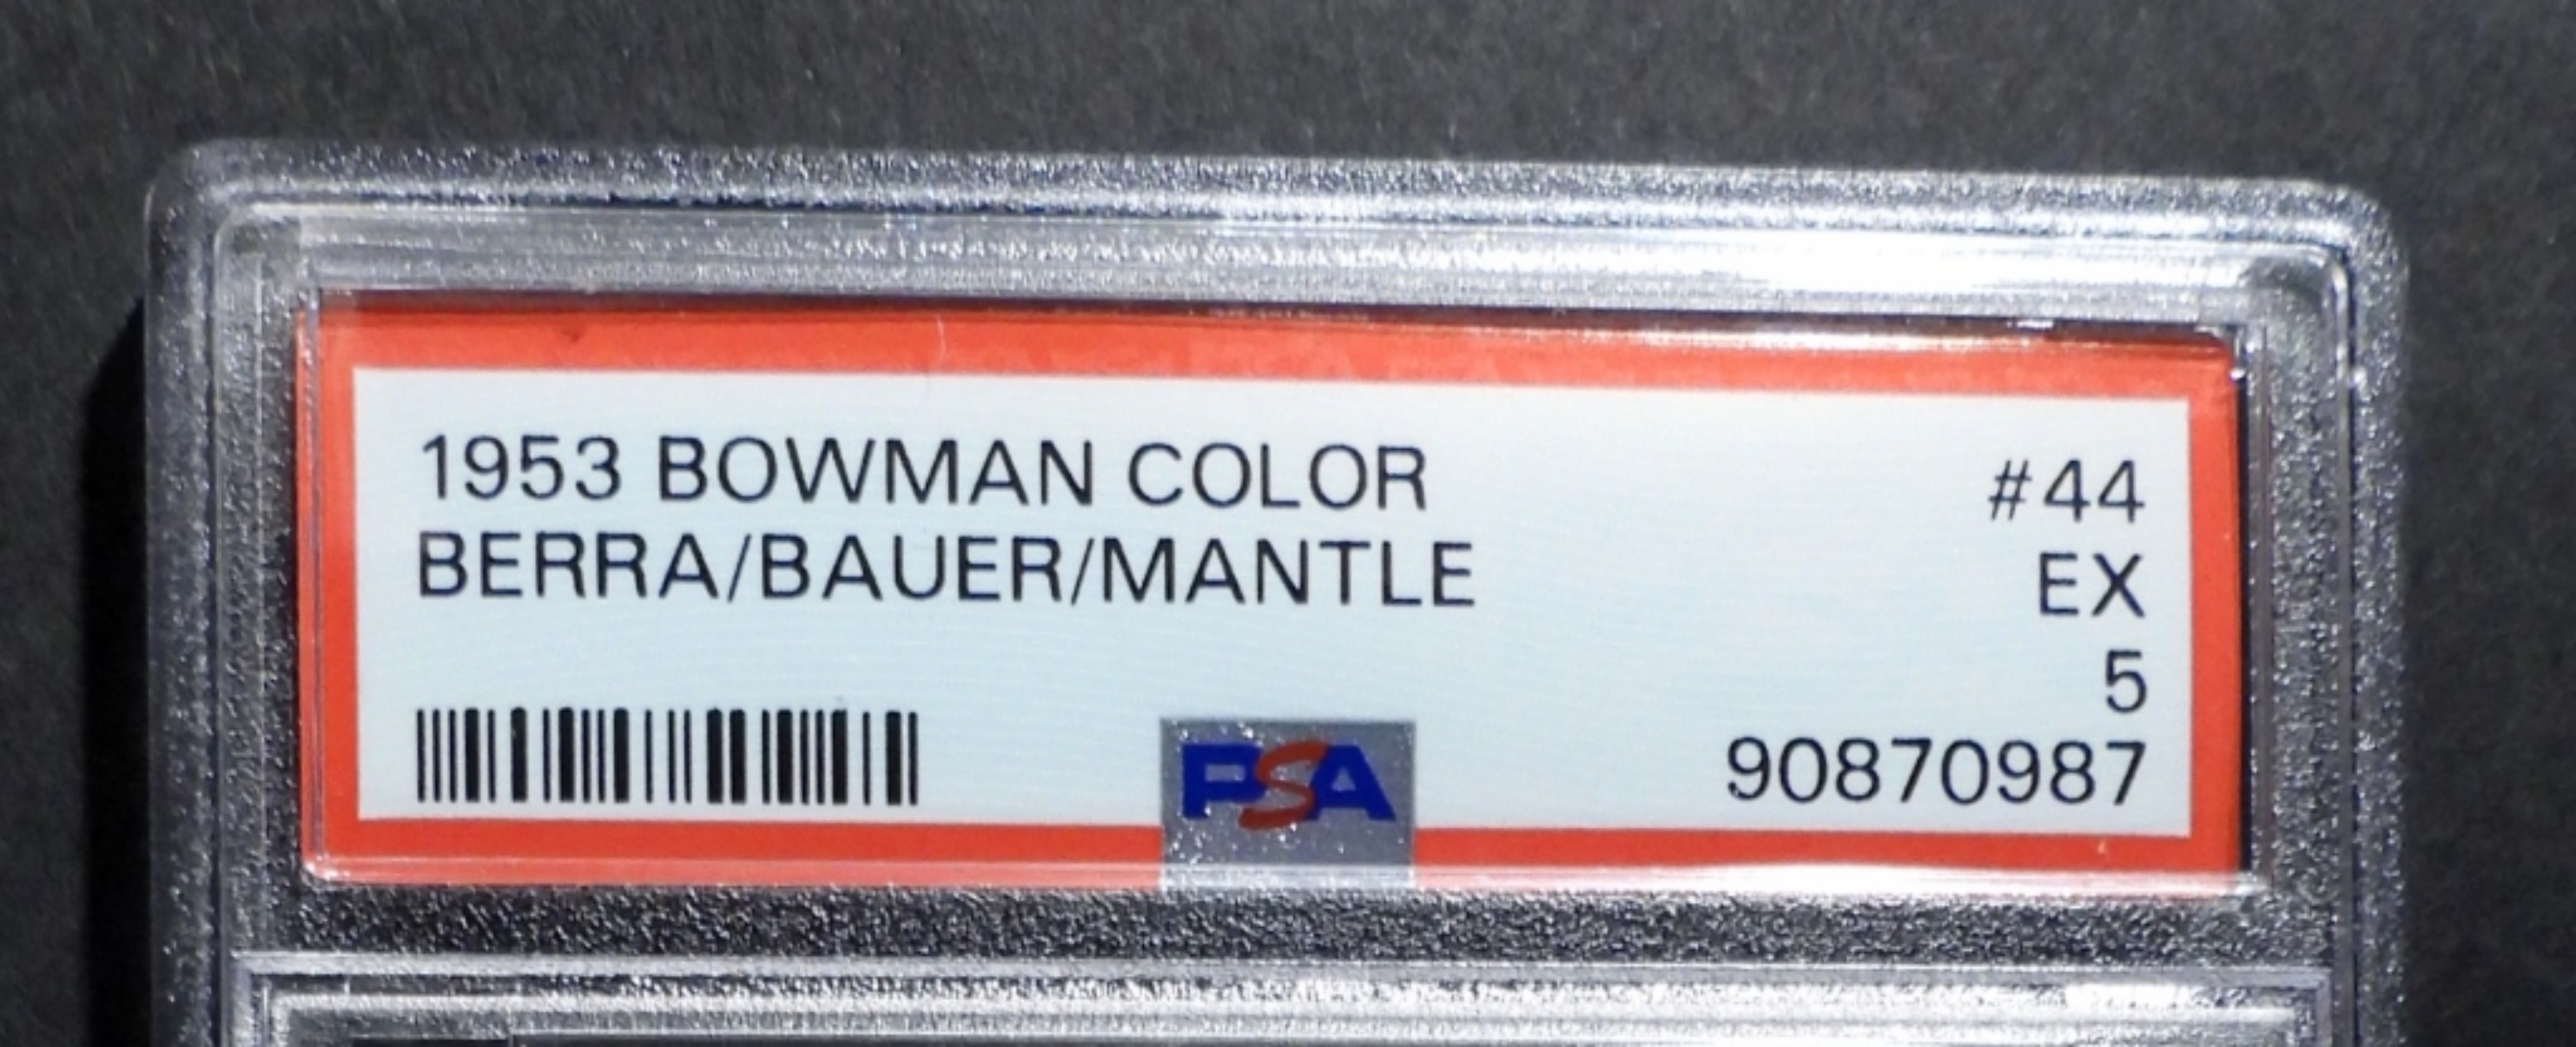 1953 BOWMAN COLOR #44
BERRA/BAUER/MANTLE EX
5
PSA 90870987